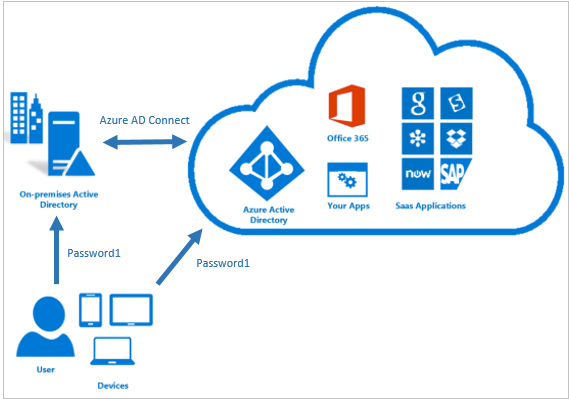 Azure AD Connect
Office 365
g
S
now
SAP
On-premises Active
Directory
Azure Active
Directory
Your Apps
Saas Applications
Password1
Password1
User
Devices